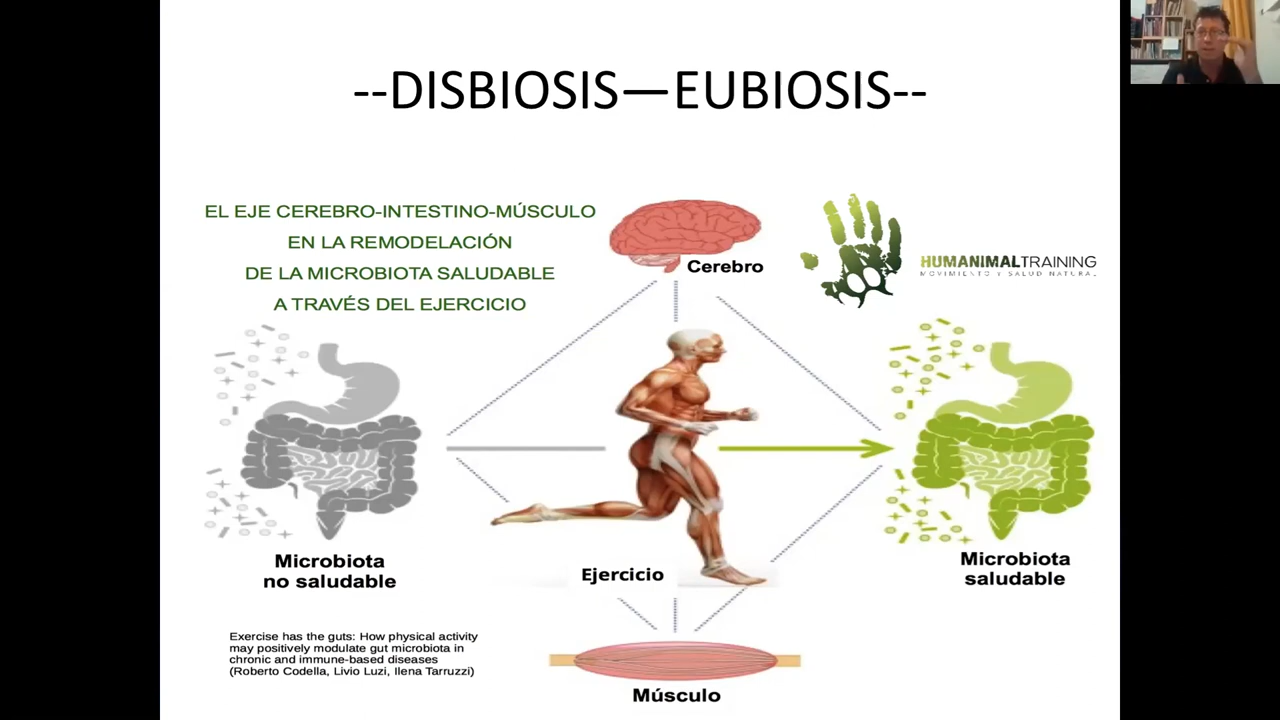 --DISBIOSIS—EUBIOSIS--
EL EJE CEREBRO-INTESTINO-MÚSCULO
EN LA REMODELACIÓN
DE LA MICROBIOTA SALUDABLE
A TRAVÉS DEL EJERCICIO
Cerebro
HUMANIMALTRAINING
MOVIMIENTO Y SALUD NATURAL
Microbiota
no saludable
Ejercicio
Microbiota
saludable
Exercise has the guts: How physical activity
may positively modulate gut microbiota in
chronic and immune-based diseases
(Roberto Codella, Livio Luzi, Ilena Tarruzzi)
Músculo